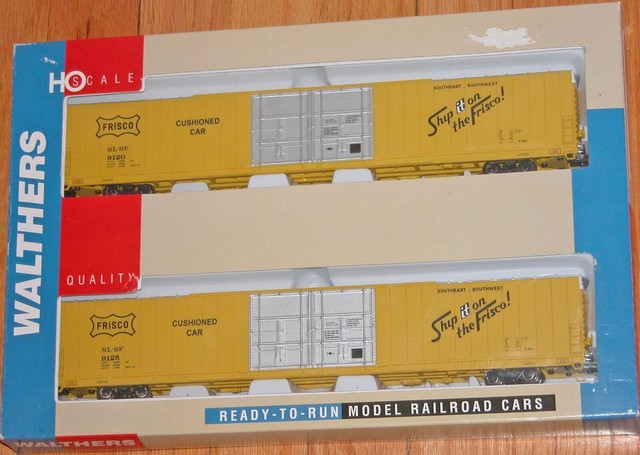 HO SCALE
WALTHERS
QUALITY
FRISCO
CUSHIONED
CAR
SL-SF
9120
SOUTHEAST . SOUTHWEST
Ship it on
the Frisco!
FRISCO
CUSHIONED
CAR
SL-SF
9125
SOUTHEAST . SOUTHWEST
Ship it on
the Frisco!
READY-TO-RUN MODEL RAILROAD CARS
WALTHERS